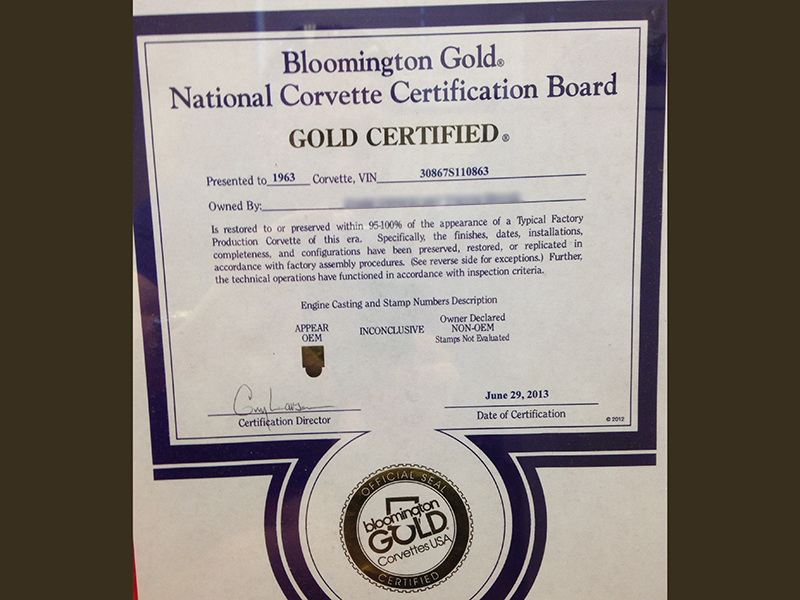 Bloomington Gold®
National Corvette Certification Board
GOLD CERTIFIED®
Presented to 1963 Corvette, VIN 30867S110863
Owned By:
Is restored to or preserved within 95-100% of the appearance of a Typical Factory
Production Corvette of this era. Specifically, the finishes, dates, installations,
completeness, and configurations have been preserved, restored, or replicated in
accordance with factory assembly procedures. (See reverse side for exceptions.) Further,
the technical operations have functioned in accordance with inspection criteria.
Engine Casting and Stamp Numbers Description
APPEAR
OEM
INCONCLUSIVE
Owner Declared
NON-OEM
Stamps Not Evaluated
June 29, 2013
Certification Director
Date of Certification
© 2012
OFFICIAL SEAL
bloomington
GOLD
Corvettes USA
CERTIFIED